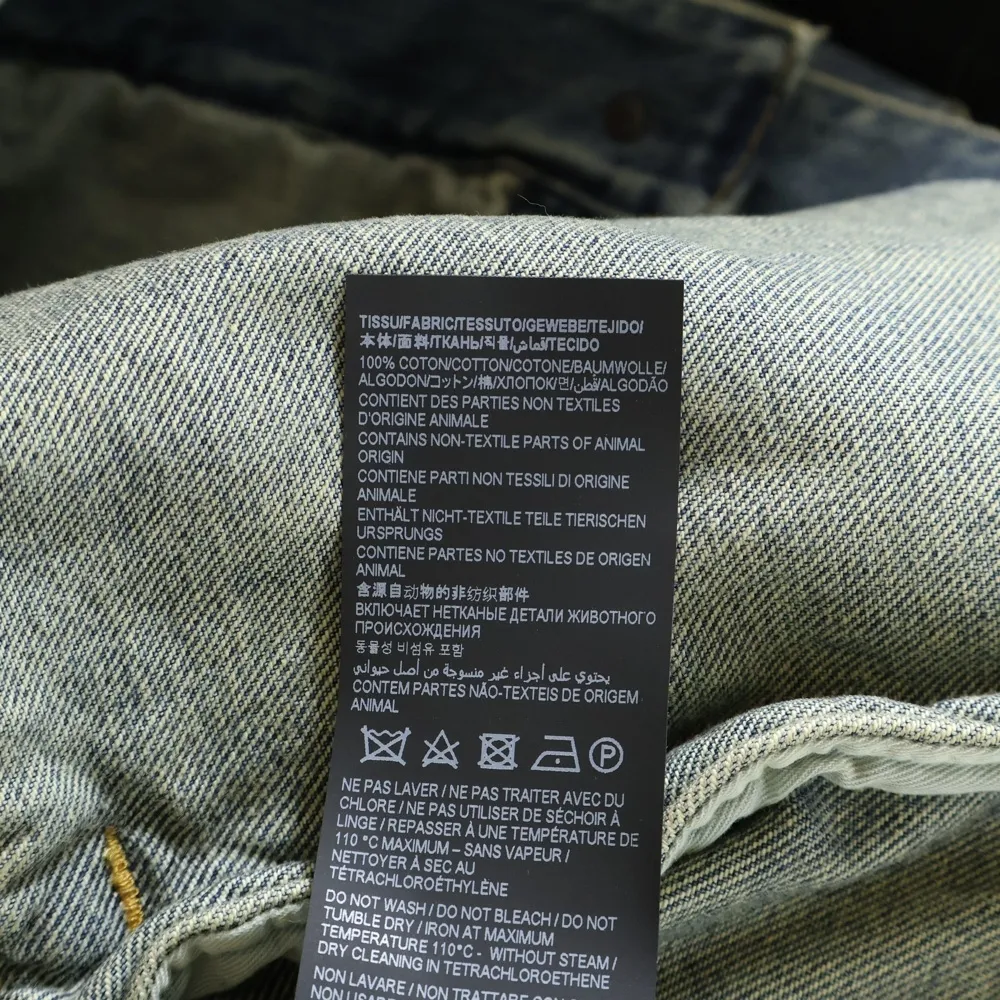 TISSU/FABRIC/TESSUTO/GEWEBE/TEJIDO/
本体/面料/ТКАНЬ/직물/قماش/TECIDO
100% COTON/COTTON/COTONE/BAUMWOLLE/
ALGODON/コットン/棉/ХЛОПОК/면/قطن/ALGODÃO
CONTIENT DES PARTIES NON TEXTILES
D'ORIGINE ANIMALE
CONTAINS NON-TEXTILE PARTS OF ANIMAL
ORIGIN
CONTIENE PARTI NON TESSILI DI ORIGINE
ANIMALE
ENTHÄLT NICHT-TEXTILE TEILE TIERISCHEN
URSPRUNGS
CONTIENE PARTES NO TEXTILES DE ORIGEN
ANIMAL
含源自动物的非纺织部件
ВКЛЮЧАЕТ НЕТКАНЫЕ ДЕТАЛИ ЖИВОТНОГО
ПРОИСХОЖДЕНИЯ
동물성 비섬유 포함
يحتوي على أجزاء غير منسوجة من أصل حيواني
CONTEM PARTES NÃO-TEXTEIS DE ORIGEM
ANIMAL
P
NE PAS LAVER / NE PAS TRAITER AVEC DU
CHLORE / NE PAS UTILISER DE SÉCHOIR À
LINGE / REPASSER À UNE TEMPÉRATURE DE
110 °C MAXIMUM – SANS VAPEUR /
NETTOYER À SEC AU
TÉTRACHLOROÉTHYLÈNE
DO NOT WASH / DO NOT BLEACH / DO NOT
TUMBLE DRY / IRON AT MAXIMUM
TEMPERATURE 110°C - WITHOUT STEAM /
DRY CLEANING IN TETRACHLOROETHENE
NON LAVARE / NON TRATTARE CON
NON